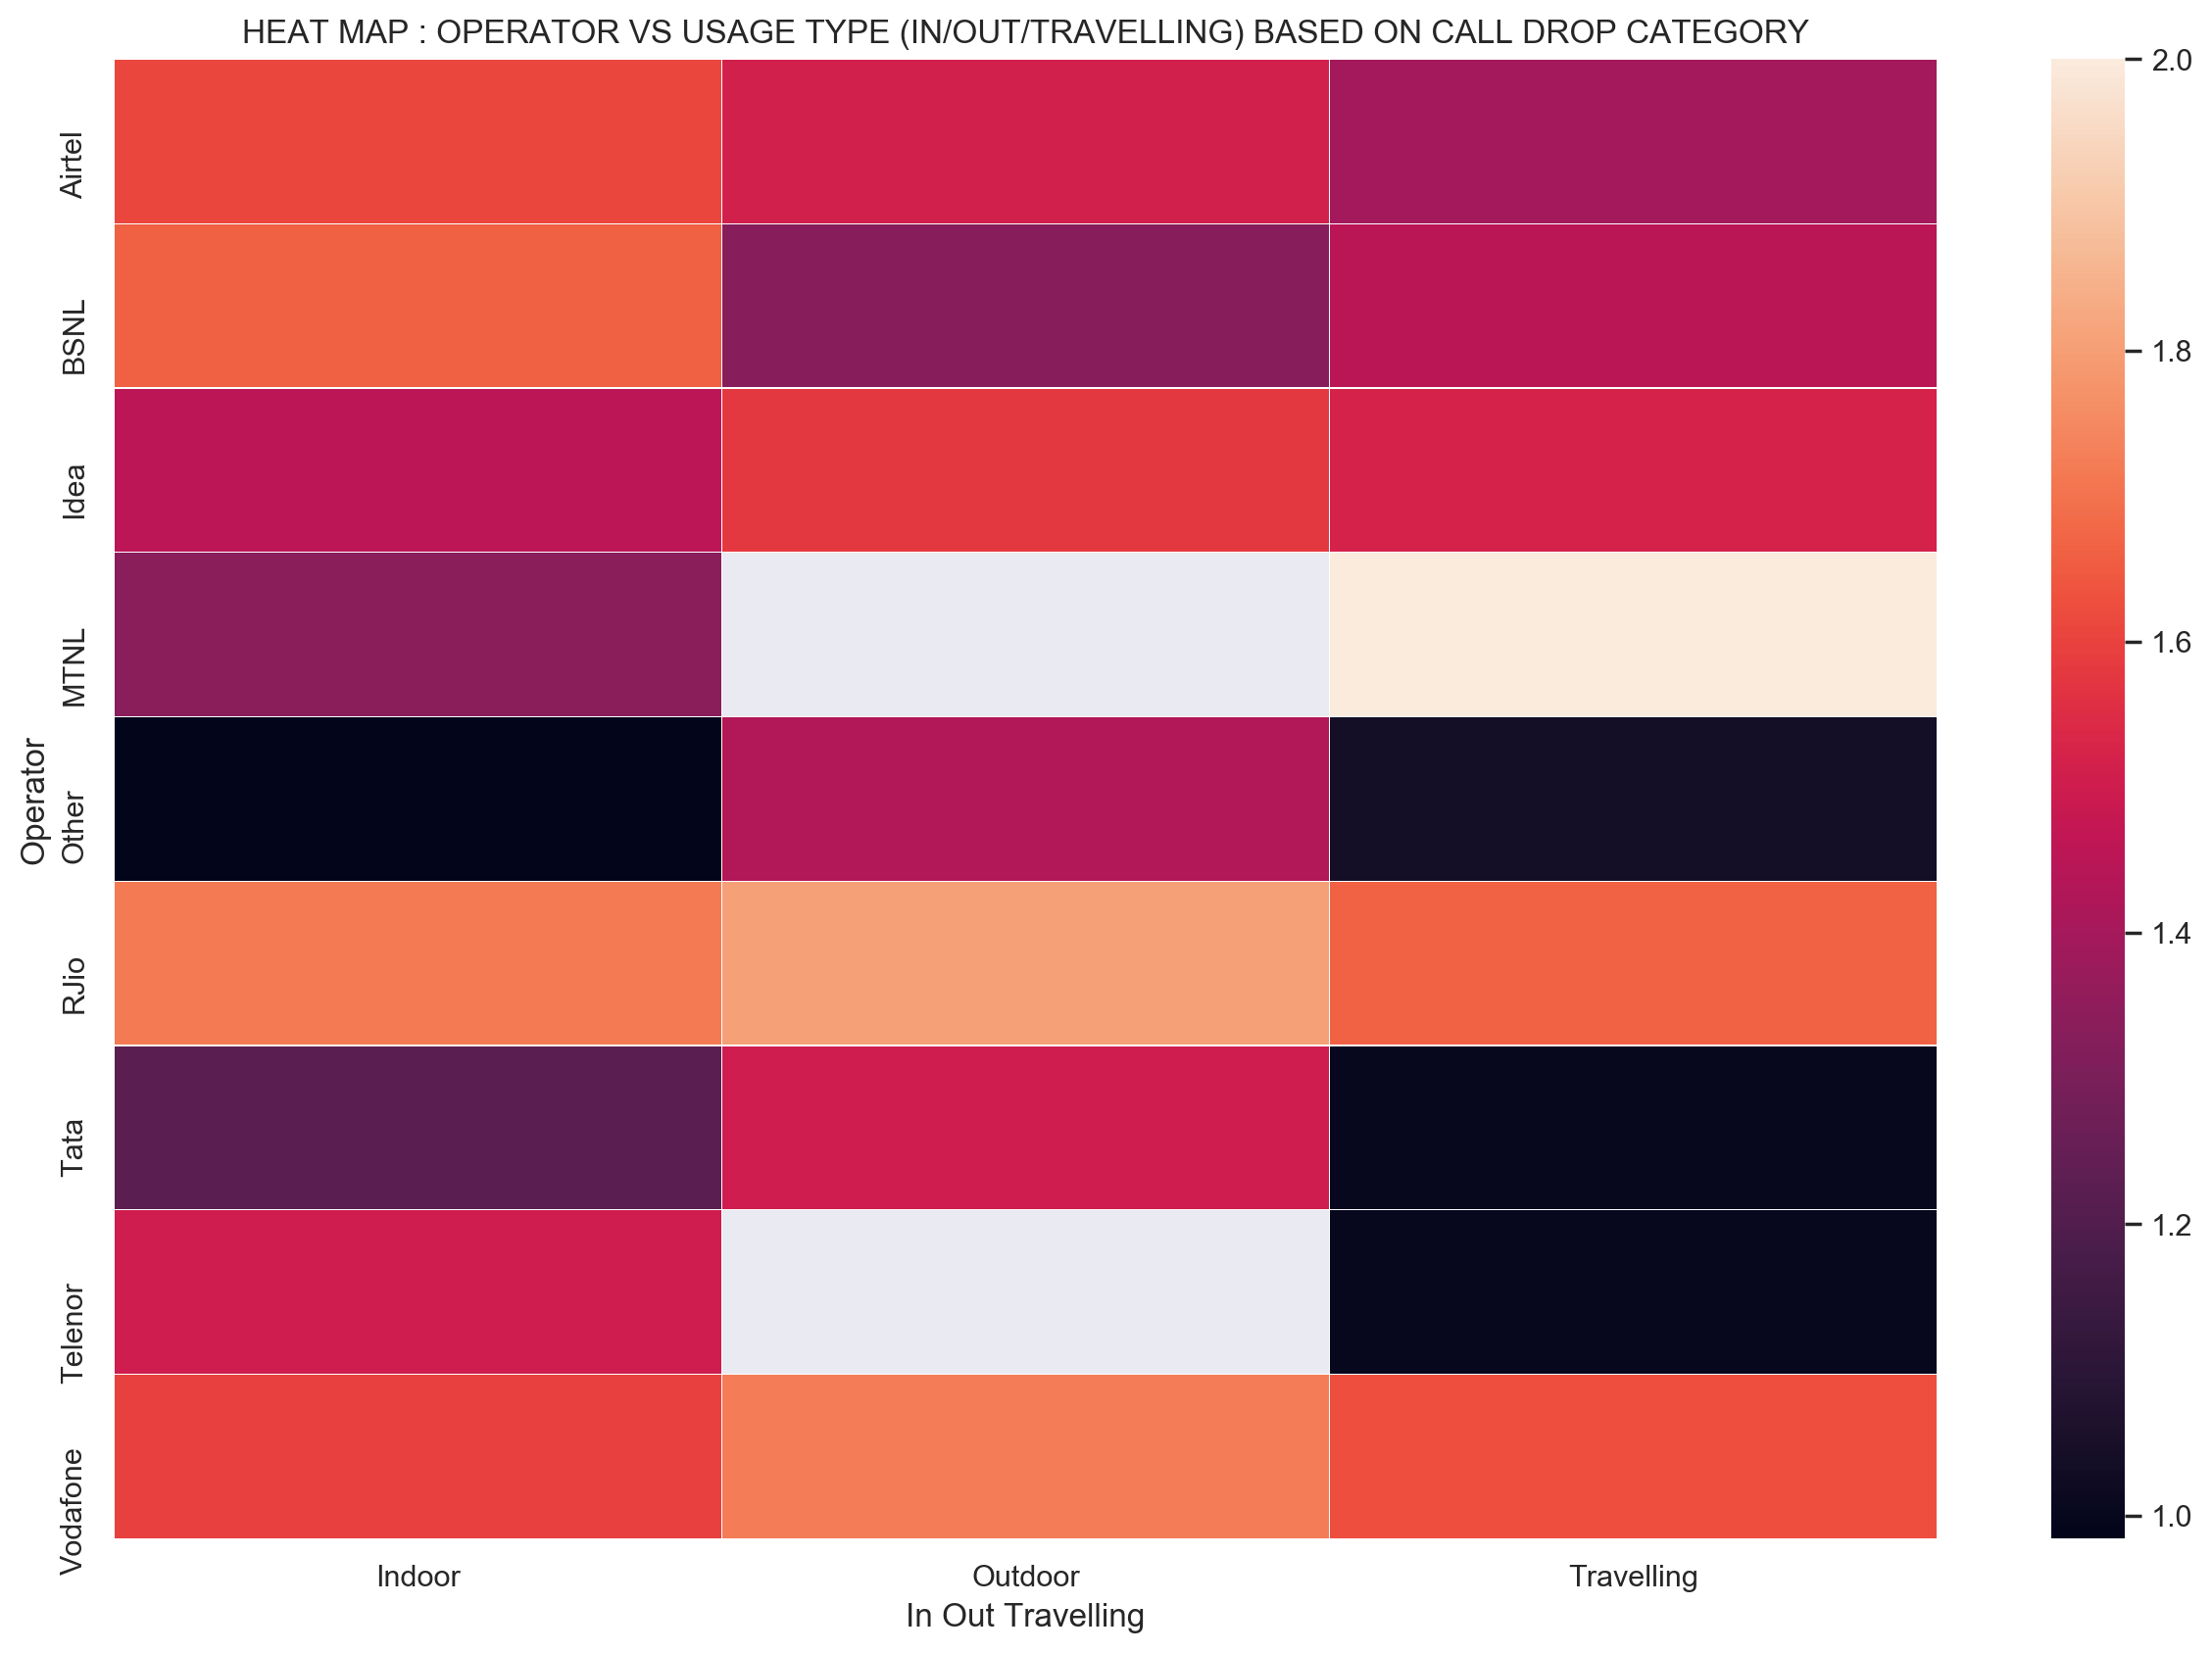 HEAT MAP : OPERATOR VS USAGE TYPE (IN/OUT/TRAVELLING) BASED ON CALL DROP CATEGORY
Operator
Airtel
BSNL
Idea
MTNL
Other
RJio
Tata
Telenor
Vodafone
Indoor
Outdoor
Travelling
In Out Travelling
2.0
1.8
1.6
1.4
1.2
1.0